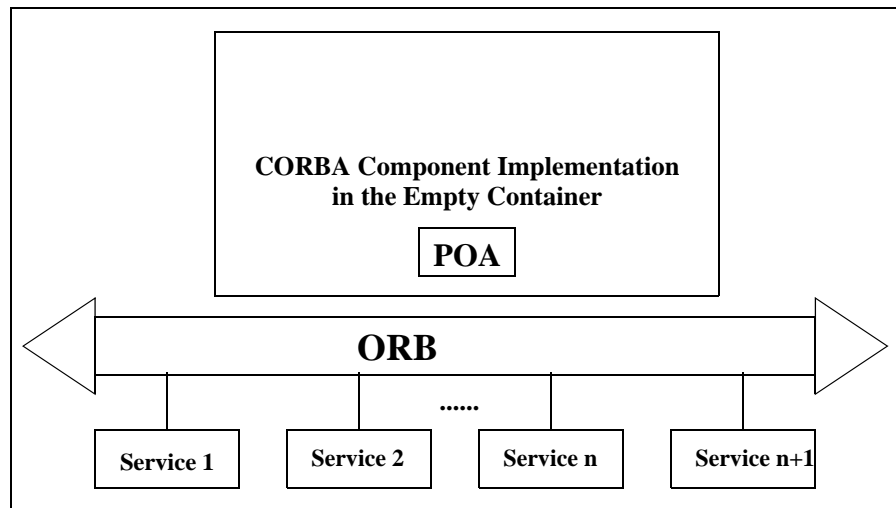 CORBA Component Implementation
in the Empty Container
POA
ORB
......
Service 1
Service 2
Service n
Service n+1